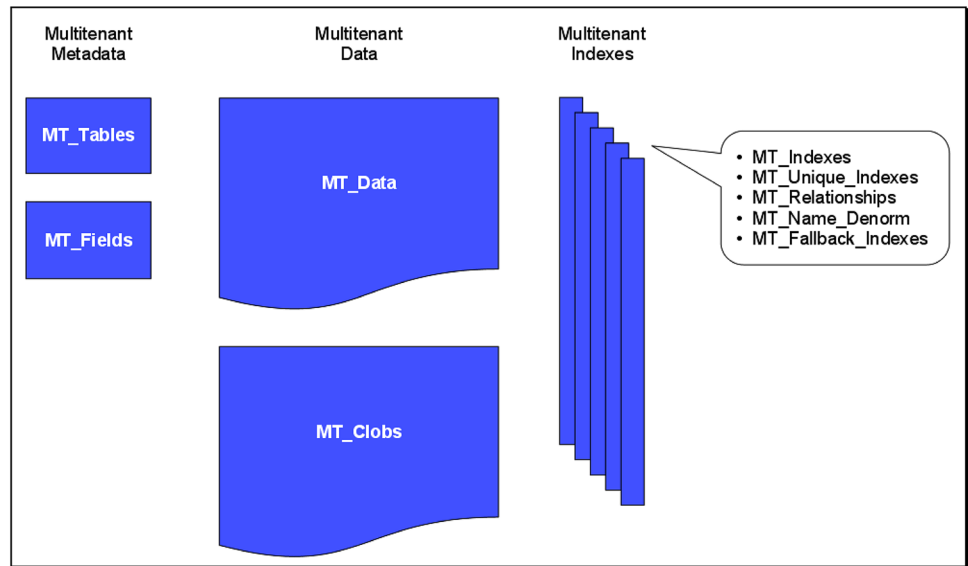 Multitenant
Metadata
Multitenant
Data
Multitenant
Indexes
MT_Tables
MT_Fields
MT_Data
MT_Clobs
• MT_Indexes
• MT_Unique_Indexes
• MT_Relationships
• MT_Name_Denorm
• MT_Fallback_Indexes